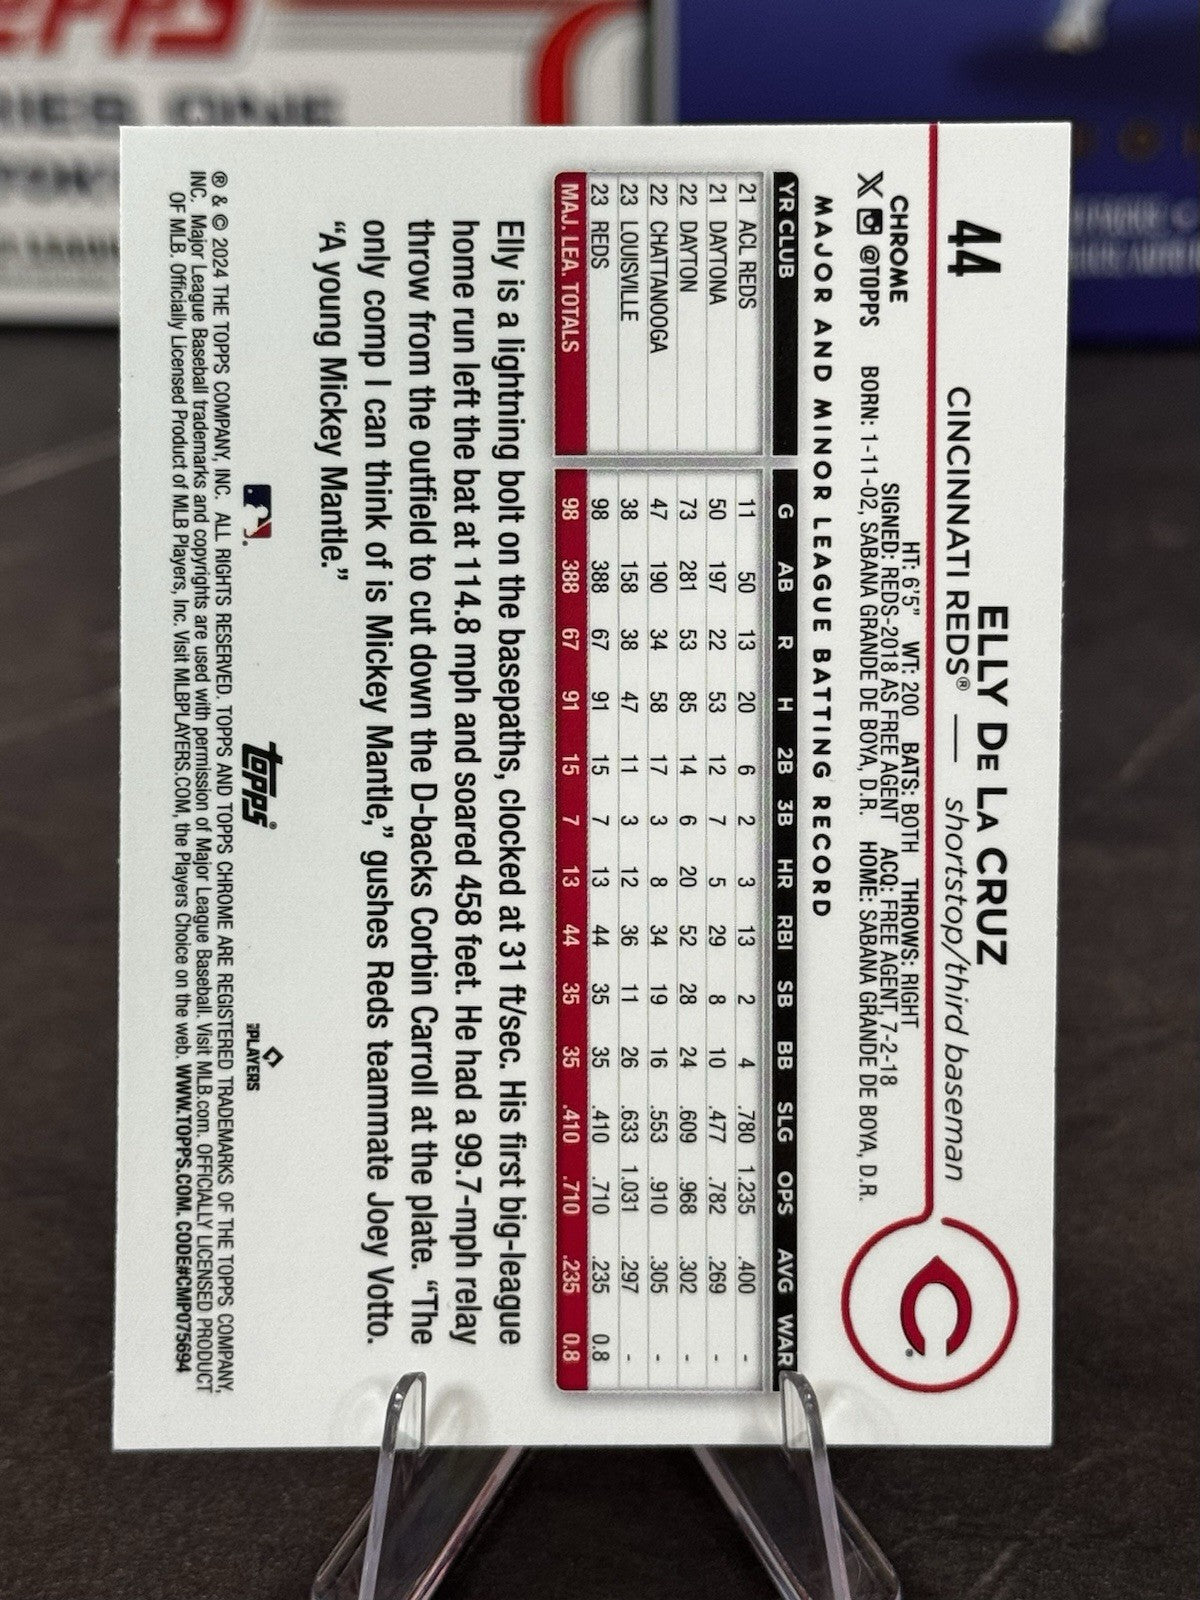 44
ELLY DE LA CRUZ
CINCINNATI REDS® — shortstop/third baseman
C
CHROME
HT: 6'5" WT: 200 BATS: BOTH THROWS: RIGHT
SIGNED: REDS-2018 AS FREE AGENT ACQ: FREE AGENT, 7-2-18
X @TOPPS BORN: 1-11-02, SABANA GRANDE DE BOYA, D.R. HOME: SABANA GRANDE DE BOYA, D.R.
MAJOR AND MINOR LEAGUE BATTING RECORD
YR CLUB G AB R H 2B 3B HR RBI SB BB SLG OPS AVG WAR
21 ACL REDS 11 50 13 20 6 2 3 13 2 4 .780 1.235 .400 -
21 DAYTONA 50 197 22 53 12 7 5 29 8 10 .477 .782 .269 -
22 DAYTON 73 281 53 85 14 6 20 52 28 24 .609 .968 .302 -
22 CHATTANOOGA 47 190 34 58 17 3 8 34 19 16 .553 .910 .305 -
23 LOUISVILLE 38 158 38 47 11 3 12 36 11 26 .633 1.031 .297 -
23 REDS 98 388 67 91 15 7 13 44 35 35 .410 .710 .235 0.8
MAJ. LEA. TOTALS 98 388 67 91 15 7 13 44 35 35 .410 .710 .235 0.8
Elly is a lightning bolt on the basepaths, clocked at 31 ft/sec. His first big-league
home run left the bat at 114.8 mph and soared 458 feet. He had a 99.7-mph relay
throw from the outfield to cut down the D-backs Corbin Carroll at the plate. “The
only comp I can think of is Mickey Mantle,” gushes Reds teammate Joey Votto.
“A young Mickey Mantle.”
topps®
PLAYERS
® & © 2024 THE TOPPS COMPANY, INC. ALL RIGHTS RESERVED. TOPPS AND TOPPS CHROME ARE REGISTERED TRADEMARKS OF THE TOPPS COMPANY,
INC. Major League Baseball trademarks and copyrights are used with permission of Major League Baseball. Visit MLB.com. OFFICIALLY LICENSED PRODUCT
OF MLB. Officially Licensed Product of MLB Players, Inc. Visit MLBPLAYERS.COM, the Players Choice on the web. WWW.TOPPS.COM. CODE#CMP075694